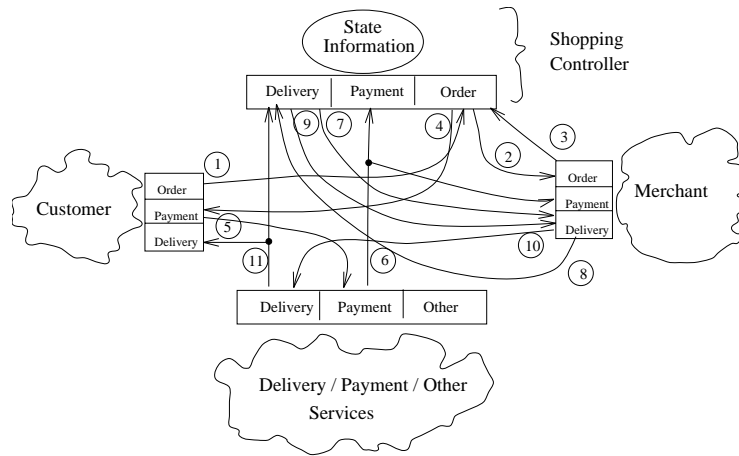 State
Information
Shopping
Controller
Delivery Payment Order
9 7 4 3
1 2
Order Order
Customer Payment Payment Merchant
Delivery Delivery
5 10
11 6 8
Delivery Payment Other
Delivery / Payment / Other
Services